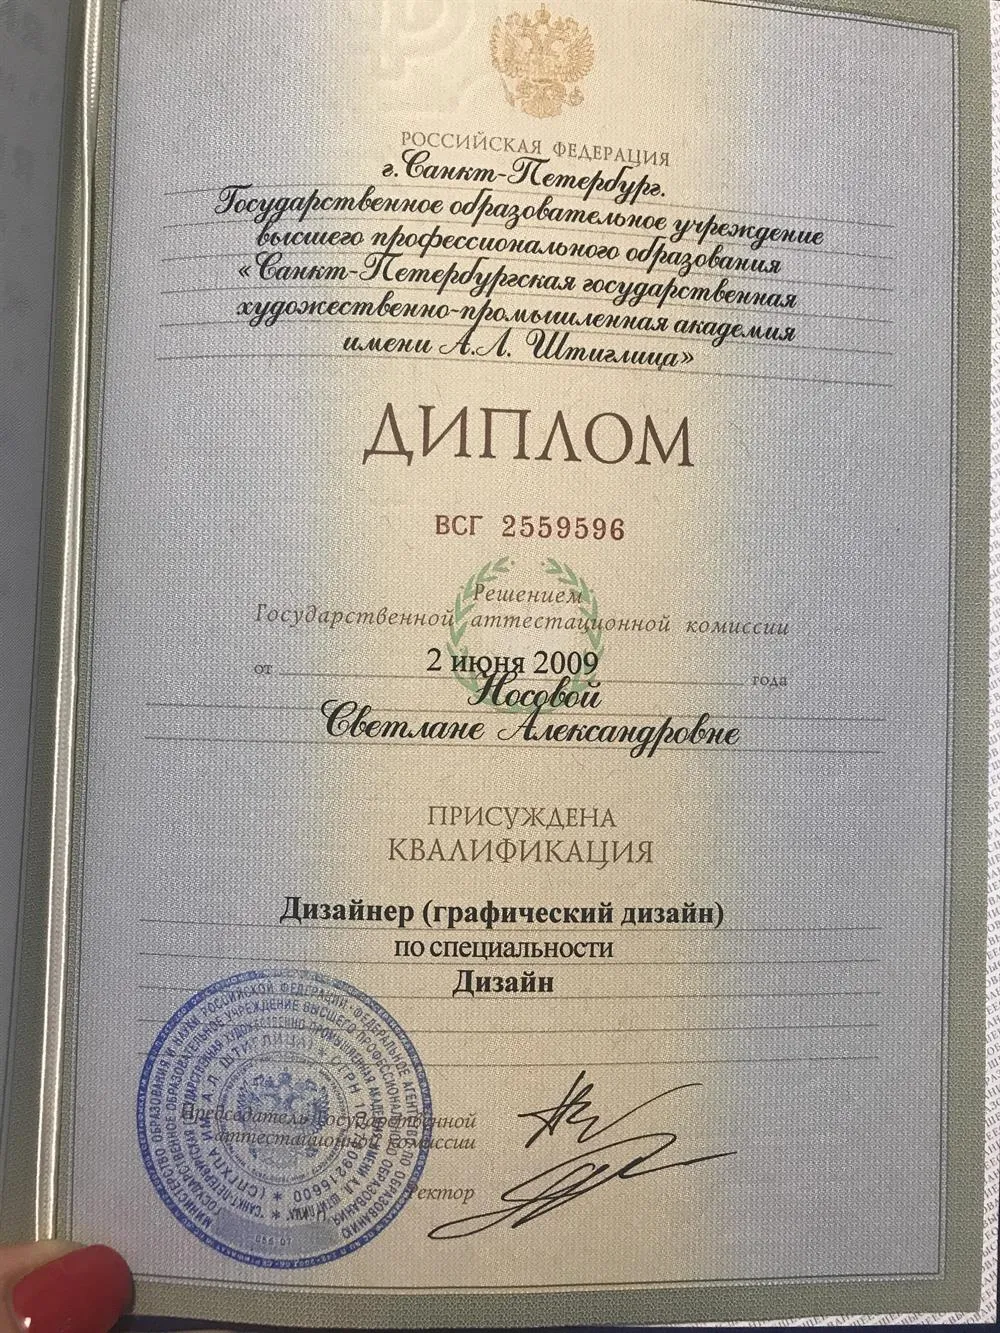 РОССИЙСКАЯ ФЕДЕРАЦИЯ
г. Санкт-Петербург.
Государственное образовательное учреждение
высшего профессионального образования
«Санкт-Петербургская государственная
художественно-промышленная академия
имени А.Л. Штиглица»
ДИПЛОМ
ВСГ 2559596
Решением
Государственной аттестационной комиссии
от 2 июня 2009 года
Носовой
Светлане Александровне
ПРИСУЖДЕНА
КВАЛИФИКАЦИЯ
Дизайнер (графический дизайн)
по специальности
Дизайн
Председатель Государственной
аттестационной комиссии
Ректор